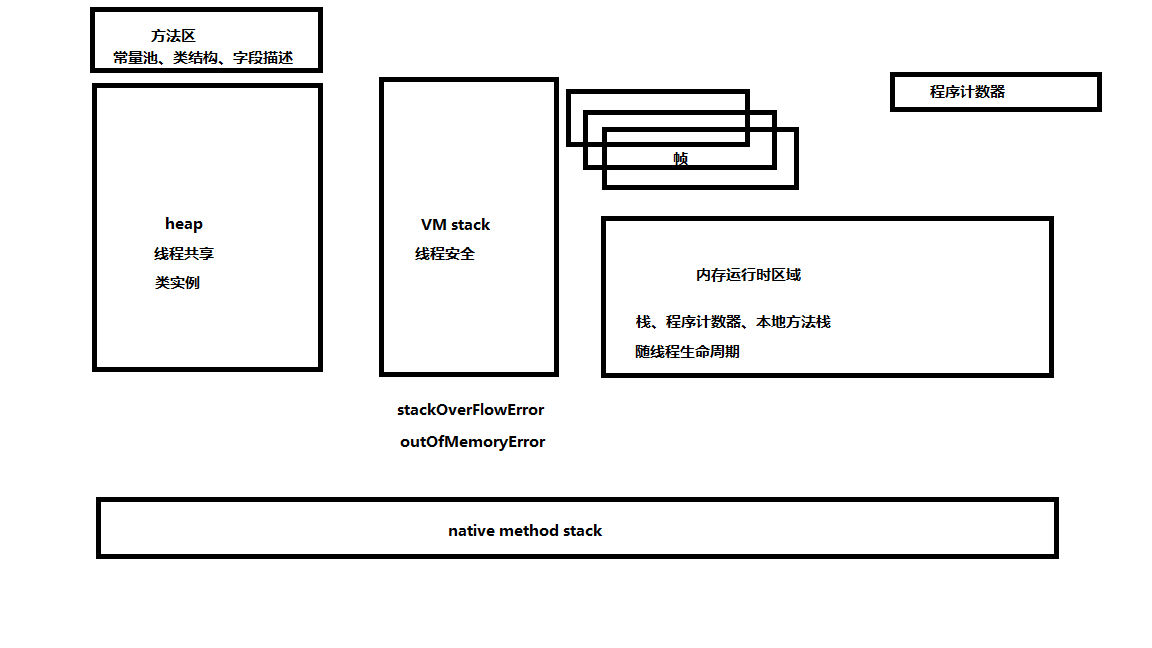 方法区
常量池、类结构、字段描述
heap
线程共享
类实例
VM stack
线程安全
stackOverFlowError
outOfMemoryError
帧
程序计数器
内存运行时区域
栈、程序计数器、本地方法栈
随线程生命周期
native method stack